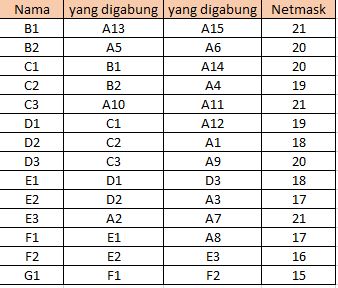 Nama yang digabung yang digabung Netmask
B1 A13 A15 21
B2 A5 A6 20
C1 B1 A14 20
C2 B2 A4 19
C3 A10 A11 21
D1 C1 A12 19
D2 C2 A1 18
D3 C3 A9 20
E1 D1 D3 18
E2 D2 A3 17
E3 A2 A7 21
F1 E1 A8 17
F2 E2 E3 16
G1 F1 F2 15